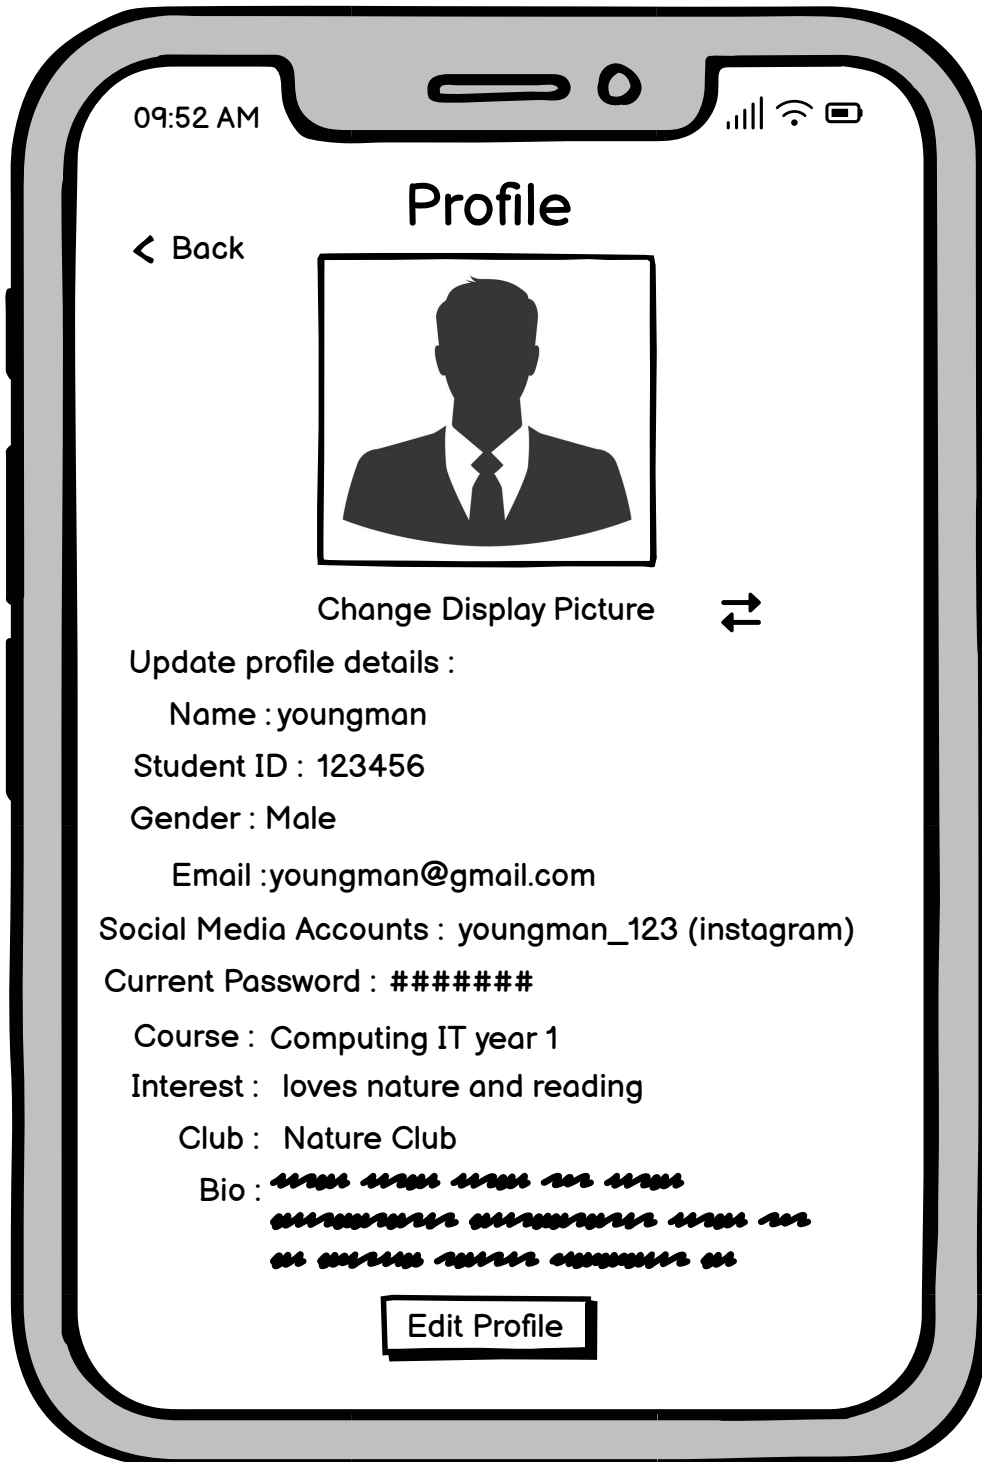 09:52 AM
Profile
Back
Change Display Picture
Update profile details :
Name : youngman
Student ID : 123456
Gender : Male
Email :youngman@gmail.com
Social Media Accounts : youngman_123 (instagram)
Current Password : #######
Course : Computing IT year 1
Interest : loves nature and reading
Club : Nature Club
Bio :
Edit Profile